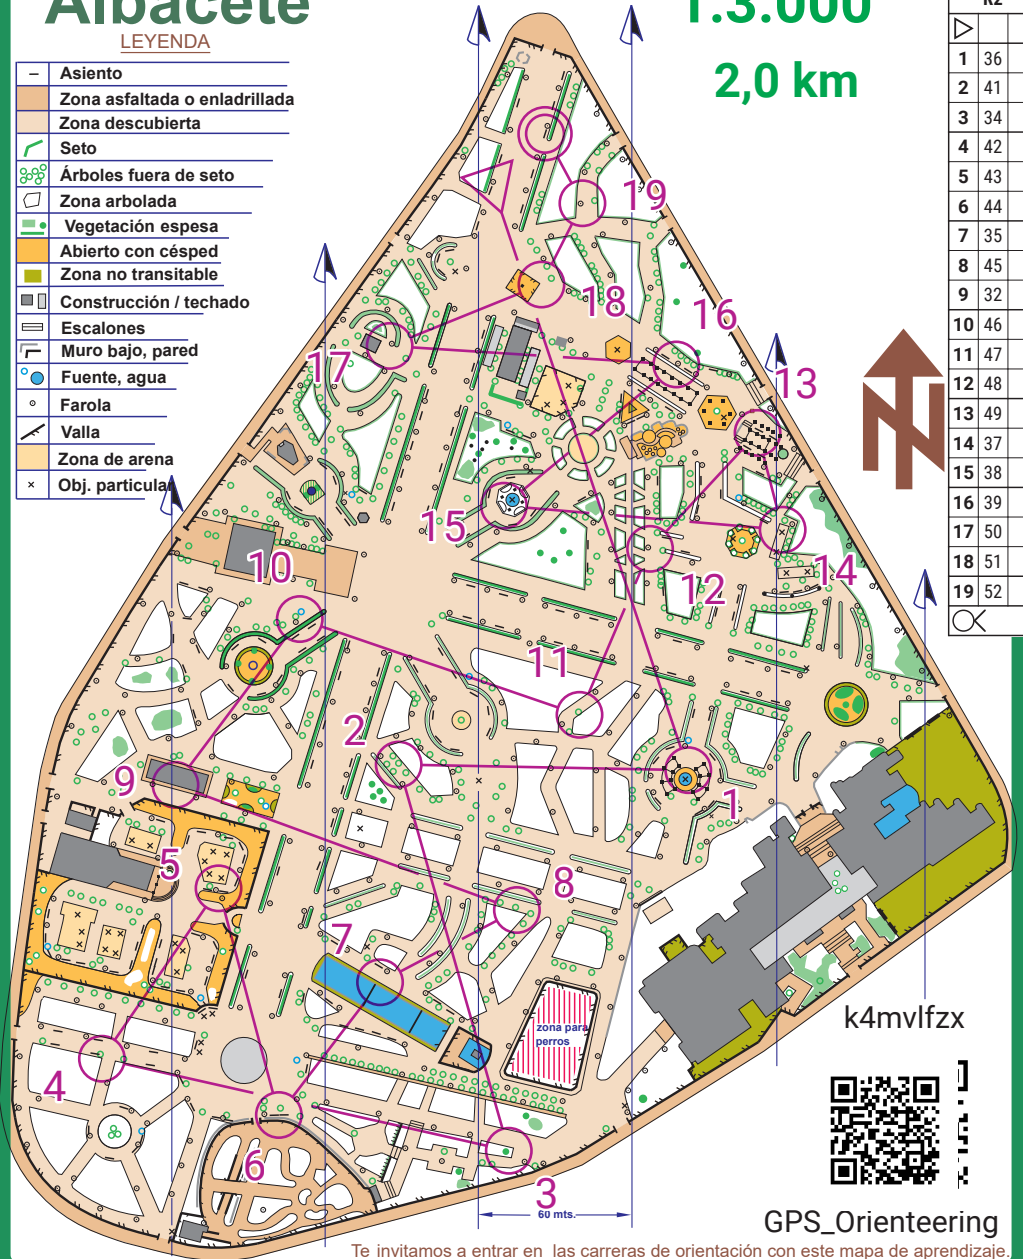 Albacete
1:3.000
2,0 km
LEYENDA
Asiento
Zona asfaltada o enladrillada
Zona descubierta
Seto
Árboles fuera de seto
Zona arbolada
Vegetación espesa
Abierto con césped
Zona no transitable
Construcción / techado
Escalones
Muro bajo, pared
Fuente, agua
Farola
Valla
Zona de arena
Obj. particular
1 36
2 41
3 34
4 42
5 43
6 44
7 35
8 45
9 32
10 46
11 47
12 48
13 49
14 37
15 38
16 39
17 50
18 51
19 52
19
18
16
17
13
15
10
14
12
11
2
9
1
5
8
7
4
6
3
zona para
perros
60 mts.
N
k4mvlfzx
GPS_Orienteering
Te invitamos a entrar en las carreras de orientación con este mapa de aprendizaje.